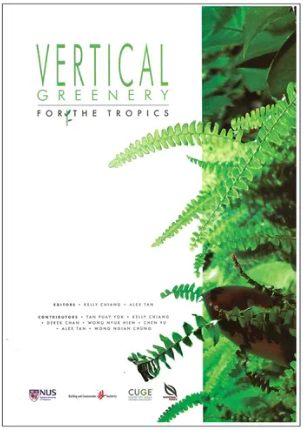 VERTICAL
GREENERY
FOR THE TROPICS
EDITORS • KELLY CHIANG • ALEX TAN
CONTRIBUTORS • TAN PUAY YOK • KELLY CHIANG
• DEREK CHAN • WONG NYUK HIEN • CHEN YU
• ALEX TAN • WONG NGIAN CHUNG
NUS
CUGE